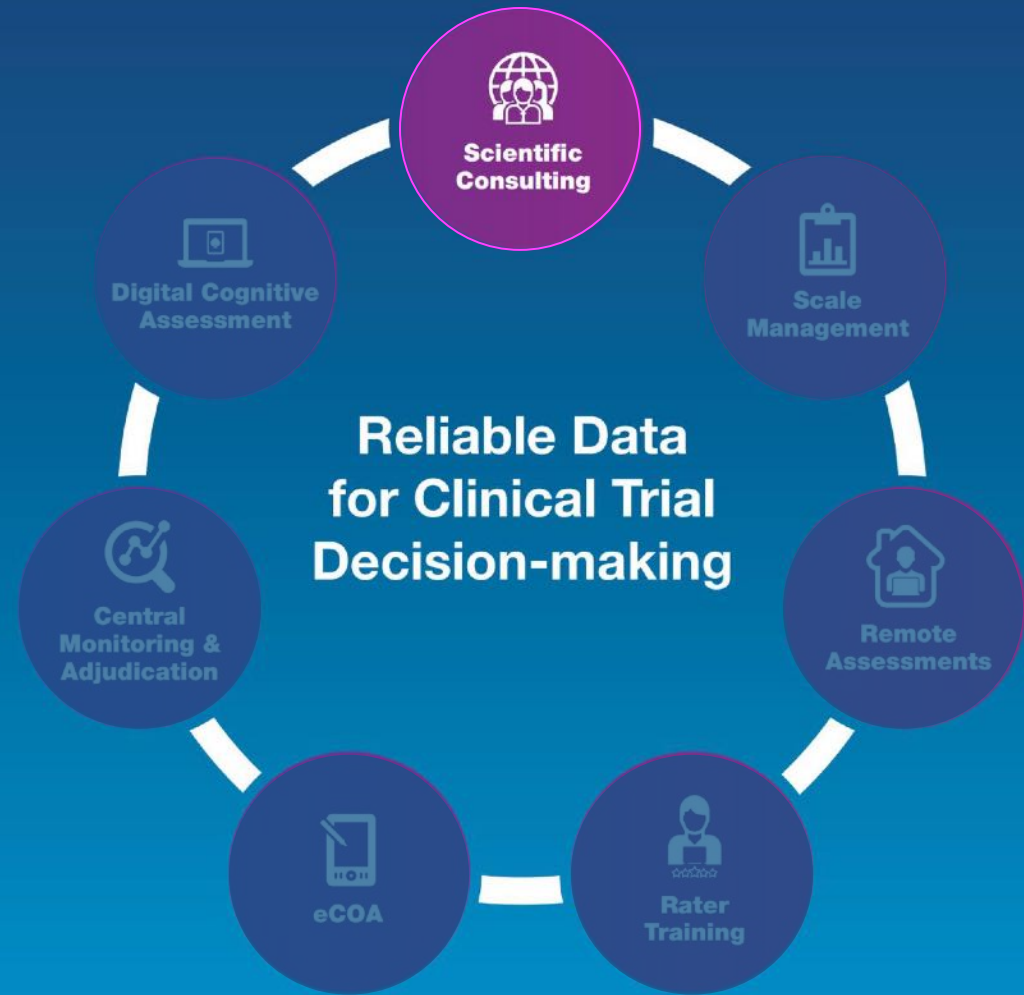 Scientific
Consulting
Digital Cognitive
Assessment
Scale
Management
Reliable Data
for Clinical Trial
Decision-making
Central
Monitoring &
Adjudication
Remote
Assessments
eCOA
Rater
Training